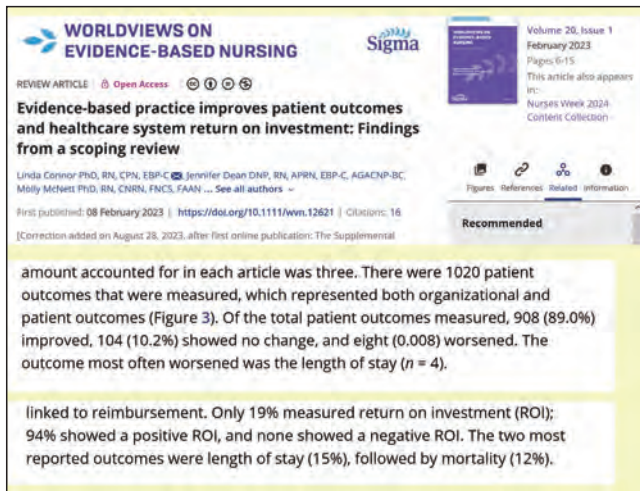 WORLDVIEWS ON
EVIDENCE-BASED NURSING
Sigma
REVIEW ARTICLE Open Access
Evidence-based practice improves patient outcomes
and healthcare system return on investment: Findings
from a scoping review
Linda Connor PhD, RN, CPN, EBP-C Jennifer Dean DNP, RN, APRN, EBP-C, AGACNP-BC,
Molly McNett PhD, RN, CNRN, FNCS, FAAN ... See all authors
First published: 08 February 2023 | https://doi.org/10.1111/wvn.12621 | Citations: 16
[Correction added on August 28, 2023, after first online publication: The Supplemental
Volume 20, Issue 1
February 2023
Pages 6-15
This article also appears
in:
Nurses Week 2024
Content Collection
Figures References Related Information
Recommended
amount accounted for in each article was three. There were 1020 patient
outcomes that were measured, which represented both organizational and
patient outcomes (Figure 3). Of the total patient outcomes measured, 908 (89.0%)
improved, 104 (10.2%) showed no change, and eight (0.008) worsened. The
outcome most often worsened was the length of stay (n = 4).
linked to reimbursement. Only 19% measured return on investment (ROI);
94% showed a positive ROI, and none showed a negative ROI. The two most
reported outcomes were length of stay (15%), followed by mortality (12%).